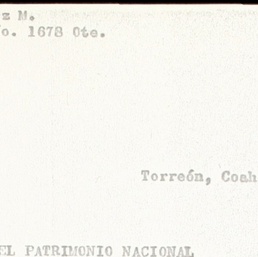 z M.
o. 1678 Ote.
Torreón, Coah
EL PATRIMONIO NACIONAL